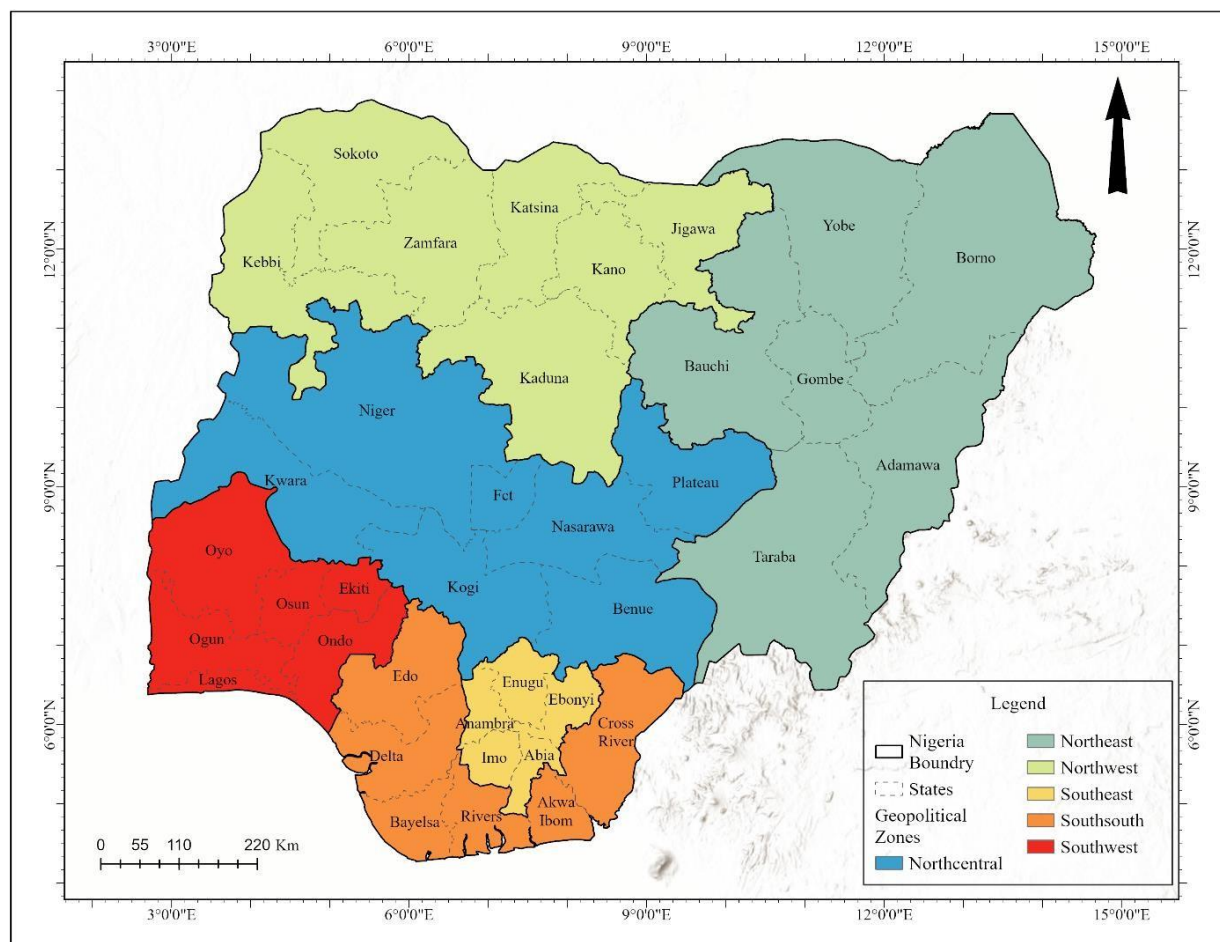 3°0'0"E 6°0'0"E 9°0'0"E 12°0'0"E 15°0'0"E
Sokoto
Katsina
Jigawa
Yobe
Zamfara
12°0'0"N
12°0'0"N
Kebbi
Kano
Borno
Bauchi
Kaduna
Gombe
Niger
Adamawa
9°0'0"N
9°0'0"N
Kwara
Fct
Plateau
Nasarawa
Oyo
Taraba
Ekiti
Kogi
Osun
Benue
Ogun
Ondo
Lagos
Edo
Enugu
Ebonyi
6°0'0"N
6°0'0"N
Anambra
Cross
River
Delta
Imo
Abia
Bayelsa
Rivers
Akwa
Ibom
Legend
Nigeria
Boundry
States
Geopolitical
Zones
Northcentral
Northeast
Northwest
Southeast
Southsouth
Southwest
0 55 110 220 Km
3°0'0"E 6°0'0"E 9°0'0"E 12°0'0"E 15°0'0"E